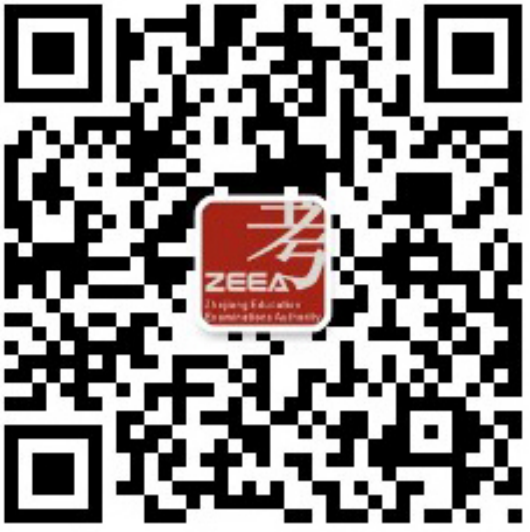 考
ZEEA
Zhejiang Education
Examinations Authority